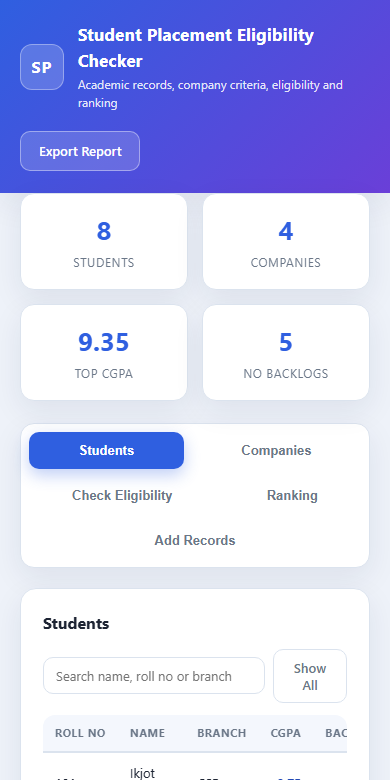 SP
Student Placement Eligibility
Checker
Academic records, company criteria, eligibility and
ranking
Export Report
8
STUDENTS
4
COMPANIES
9.35
TOP CGPA
5
NO BACKLOGS
Students
Companies
Check Eligibility
Ranking
Add Records
Students
Search name, roll no or branch
Show
All
ROLL NO NAME BRANCH CGPA BAC
Ikjot